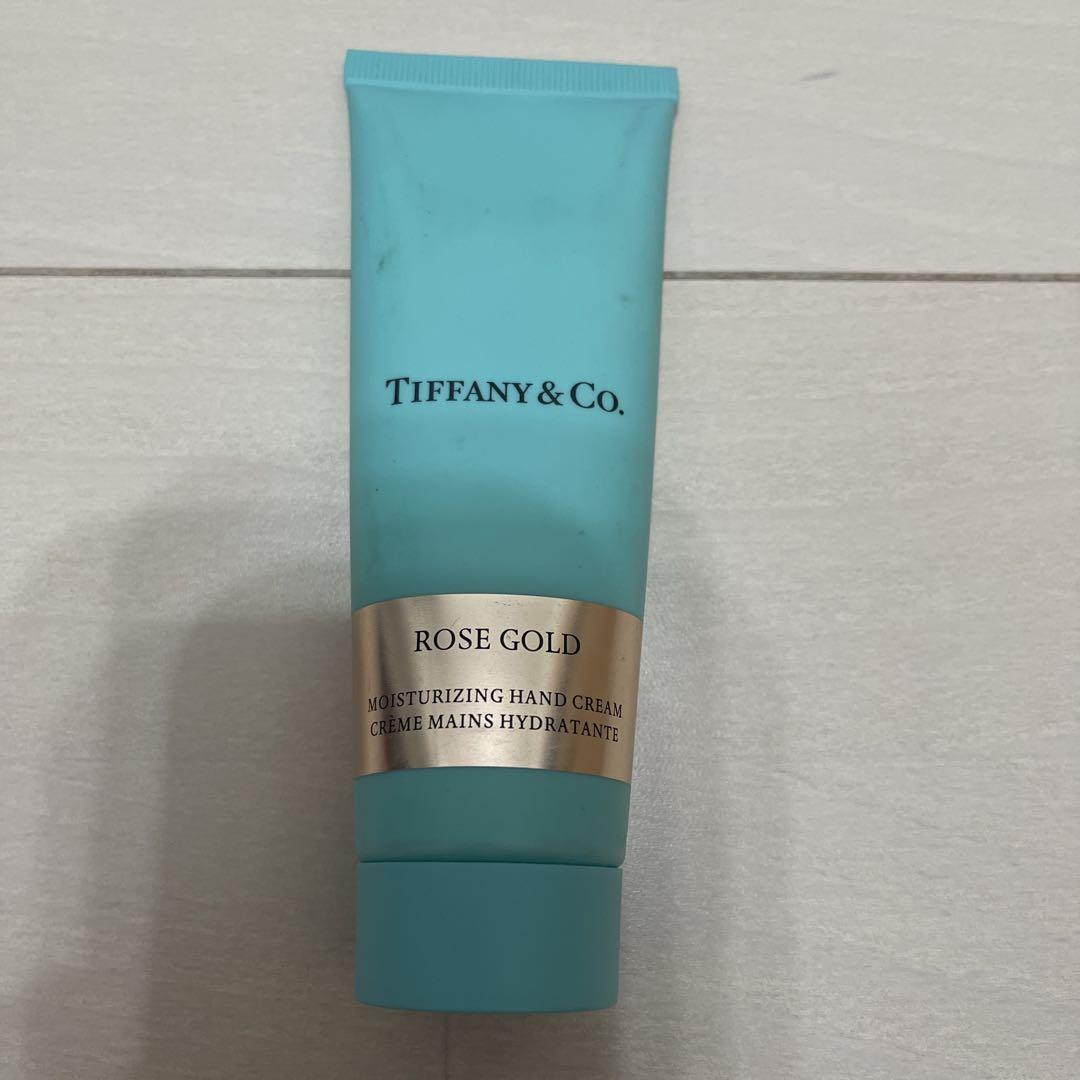 TIFFANY & CO.
ROSE GOLD
MOISTURIZING HAND CREAM
CRÈME MAINS HYDRATANTE